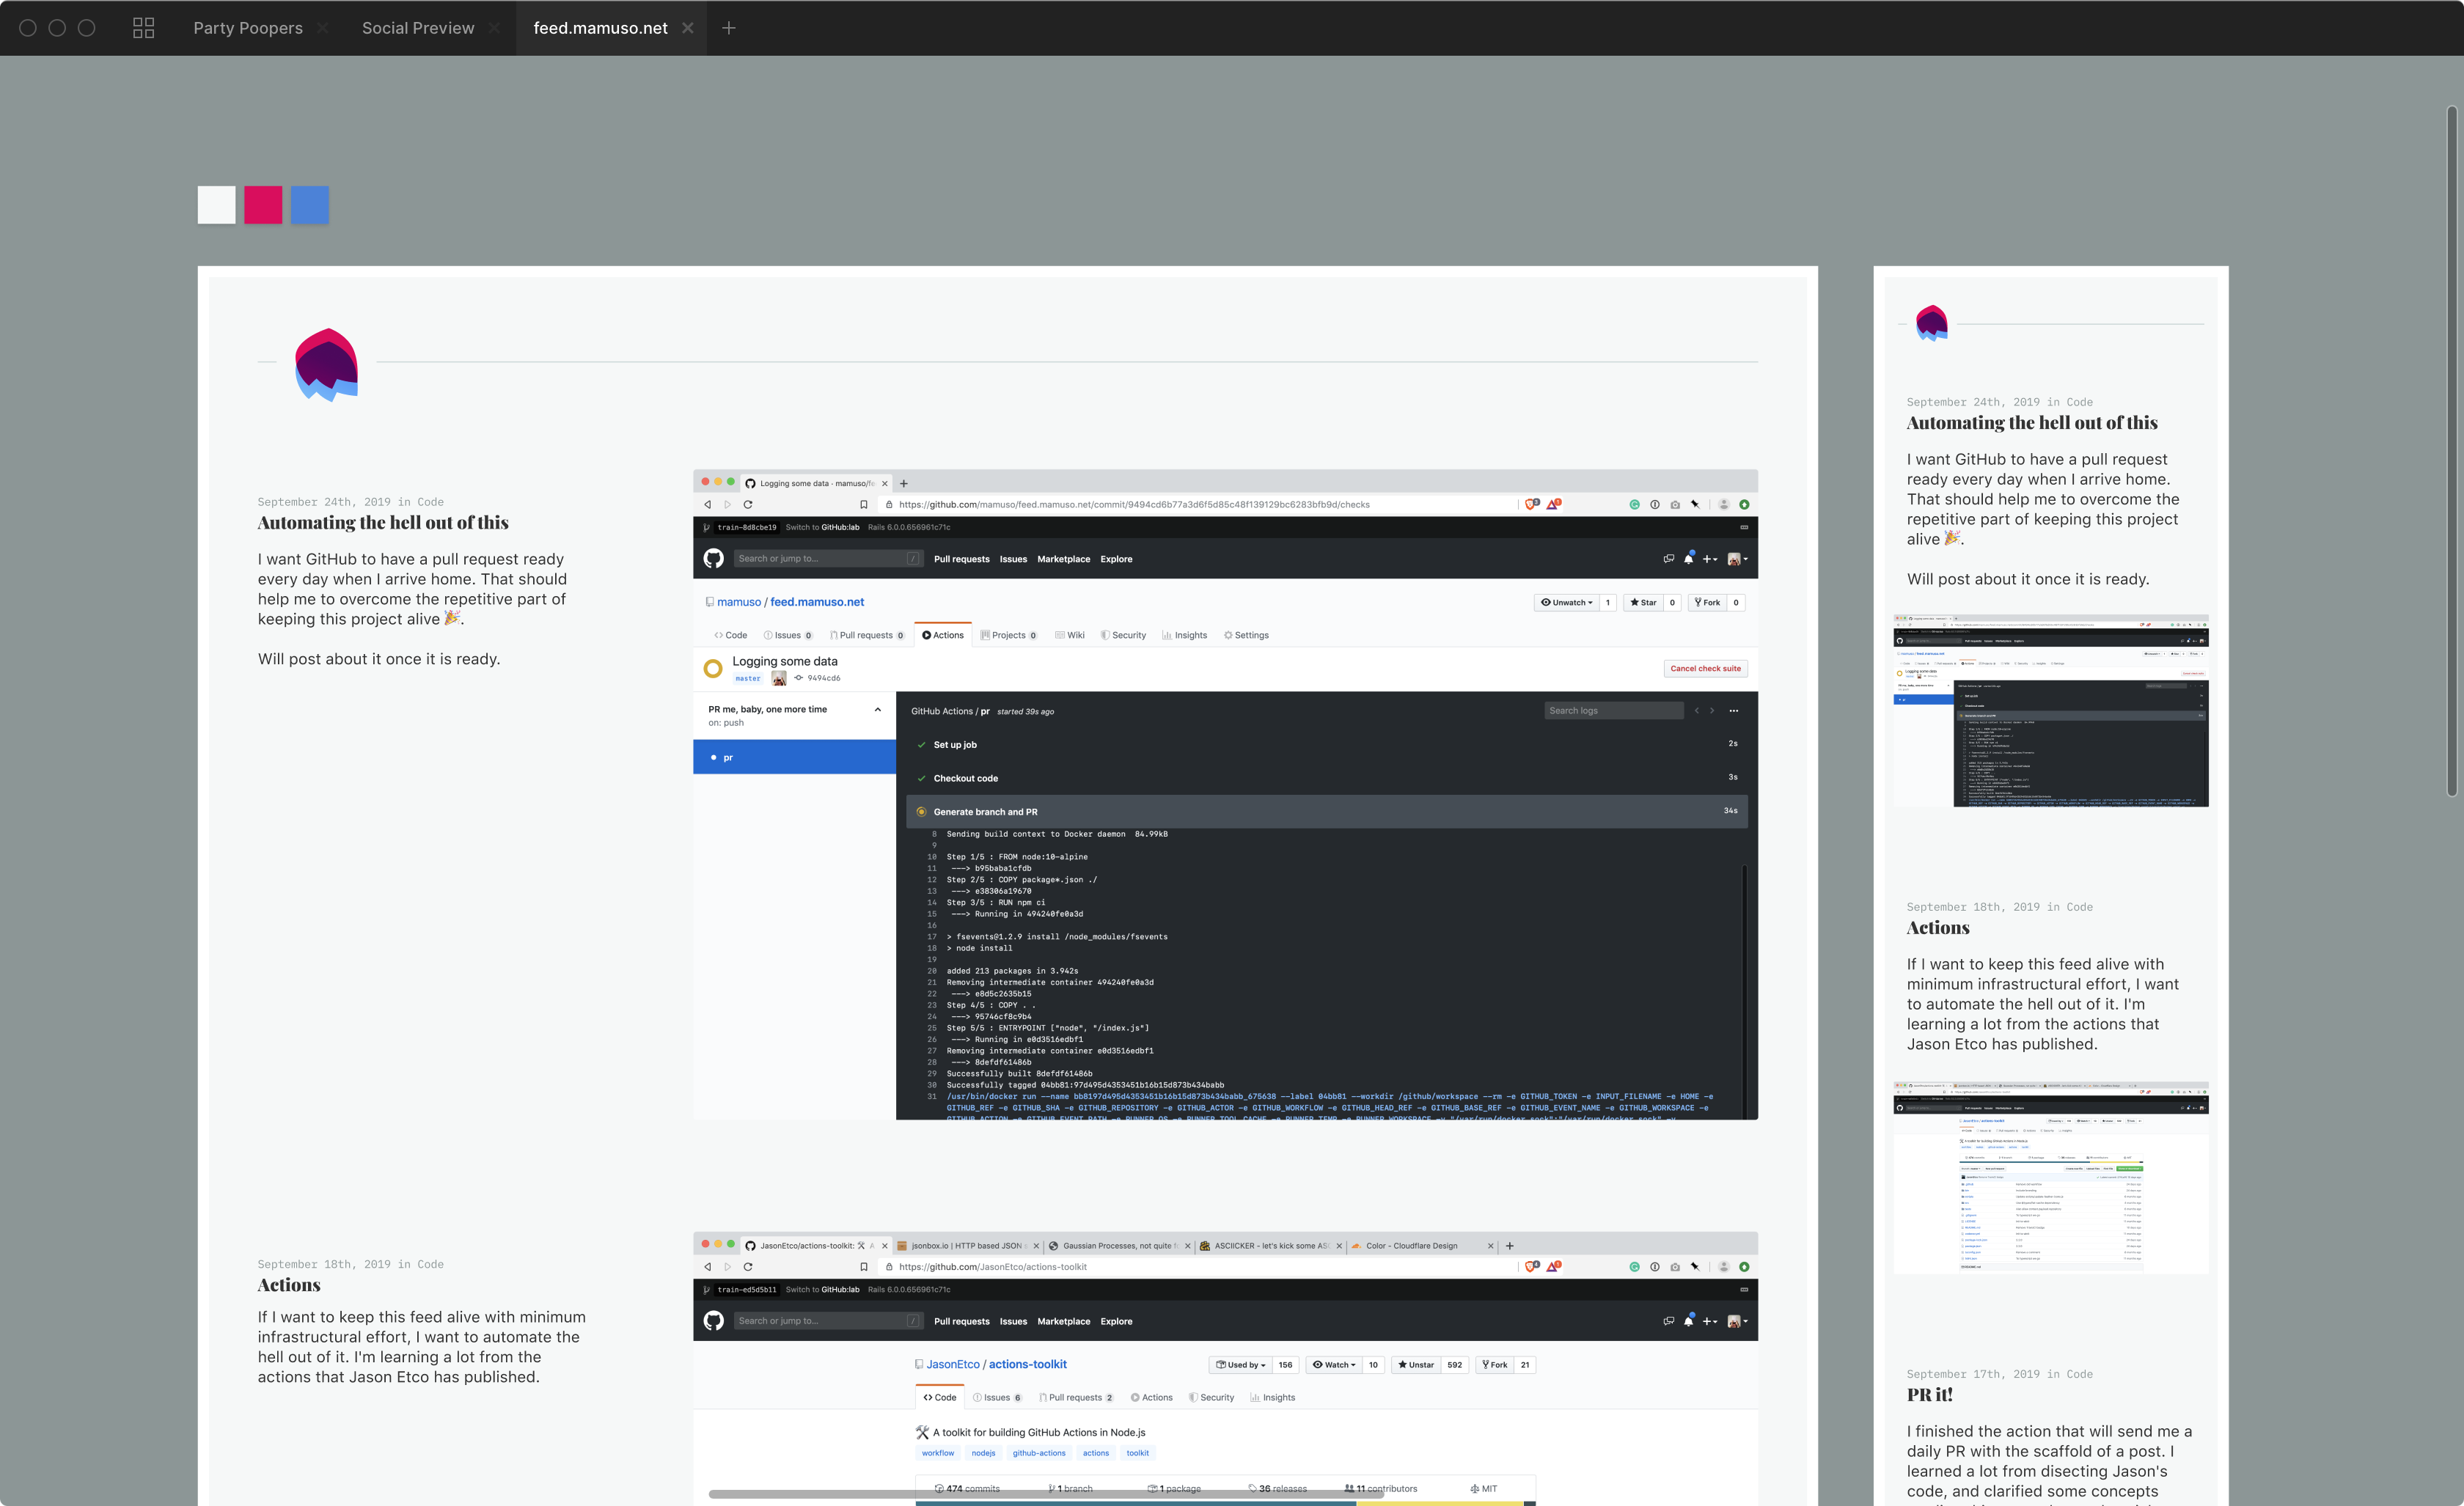 Party Poopers
Social Preview
feed.mamuso.net
September 24th, 2019 in Code
Automating the hell out of this
I want GitHub to have a pull request ready
every day when I arrive home. That should
help me to overcome the repetitive part of
keeping this project alive 🎉.
Will post about it once it is ready.
Logging some data · mamuso/fe
https://github.com/mamuso/feed.mamuso.net/commit/9494cd6b77a3d6f5d85c48f139129bc6283bfb9d/checks
train-8d8cbe19 Switch to GitHub:lab Rails 6.0.0.656961c71c
Search or jump to... / Pull requests Issues Marketplace Explore
mamuso / feed.mamuso.net
Unwatch 1 Star 0 Fork 0
Code Issues 0 Pull requests 0 Actions Projects 0 Wiki Security Insights Settings
Logging some data
master 9494cd6
Cancel check suite
PR me, baby, one more time
on: push
pr
GitHub Actions / pr started 39s ago
Search logs
Set up job 2s
Checkout code 3s
Generate branch and PR 34s
8 Sending build context to Docker daemon 84.99kB
9
10 Step 1/5 : FROM node:10-alpine
11 ---> b95baba1cfdb
12 Step 2/5 : COPY package*.json ./
13 ---> e38306a19670
14 Step 3/5 : RUN npm ci
15 ---> Running in 494240fe0a3d
16
17 > fsevents@1.2.9 install /node_modules/fsevents
18 > node install
19
20 added 213 packages in 3.942s
21 Removing intermediate container 494240fe0a3d
22 ---> e8d5c2635b15
23 Step 4/5 : COPY . .
24 ---> 95746cf8c9b4
25 Step 5/5 : ENTRYPOINT ["node", "/index.js"]
26 ---> Running in e0d3516edbf1
27 Removing intermediate container e0d3516edbf1
28 ---> 8defdf61486b
29 Successfully built 8defdf61486b
30 Successfully tagged 04bb81:97d495d4353451b16b15d873b434babb
31 /usr/bin/docker run --name bb8197d495d4353451b16b15d873b434babb_675638 --label 04bb81 --workdir /github/workspace --rm -e GITHUB_TOKEN -e INPUT_FILENAME -e HOME -e
GITHUB_REF -e GITHUB_SHA -e GITHUB_REPOSITORY -e GITHUB_ACTOR -e GITHUB_WORKFLOW -e GITHUB_HEAD_REF -e GITHUB_BASE_REF -e GITHUB_EVENT_NAME -e GITHUB_WORKSPACE -e
GITHUB_ACTION -e GITHUB_EVENT_PATH -e RUNNER_OS -e RUNNER_TOOL_CACHE -e RUNNER_TEMP -e RUNNER_WORKSPACE -v "/var/run/docker.sock":"/var/run/docker.sock" -v
September 18th, 2019 in Code
Actions
If I want to keep this feed alive with minimum
infrastructural effort, I want to automate the
hell out of it. I'm learning a lot from the
actions that Jason Etco has published.
JasonEtco/actions-toolkit: 🛠 A
jsonbox.io | HTTP based JSON
Gaussian Processes, not quite
ASCIICKER - let's kick some ASC
Color - Cloudflare Design
https://github.com/JasonEtco/actions-toolkit
train-ed5d5b11 Switch to GitHub:lab Rails 6.0.0.656961c71c
Search or jump to... / Pull requests Issues Marketplace Explore
JasonEtco / actions-toolkit
Used by 156 Watch 10 Unstar 592 Fork 21
Code Issues 6 Pull requests 2 Actions Security Insights
🛠 A toolkit for building GitHub Actions in Node.js
workflow nodejs github-actions actions toolkit
474 commits 1 branch 1 package 36 releases 11 contributors MIT
September 24th, 2019 in Code
Automating the hell out of this
I want GitHub to have a pull request
ready every day when I arrive home.
That should help me to overcome the
repetitive part of keeping this project
alive 🎉.
Will post about it once it is ready.
September 18th, 2019 in Code
Actions
If I want to keep this feed alive with
minimum infrastructural effort, I want
to automate the hell out of it. I'm
learning a lot from the actions that
Jason Etco has published.
September 17th, 2019 in Code
PR it!
I finished the action that will send me a
daily PR with the scaffold of a post. I
learned a lot from disecting Jason's
code, and clarified some concepts